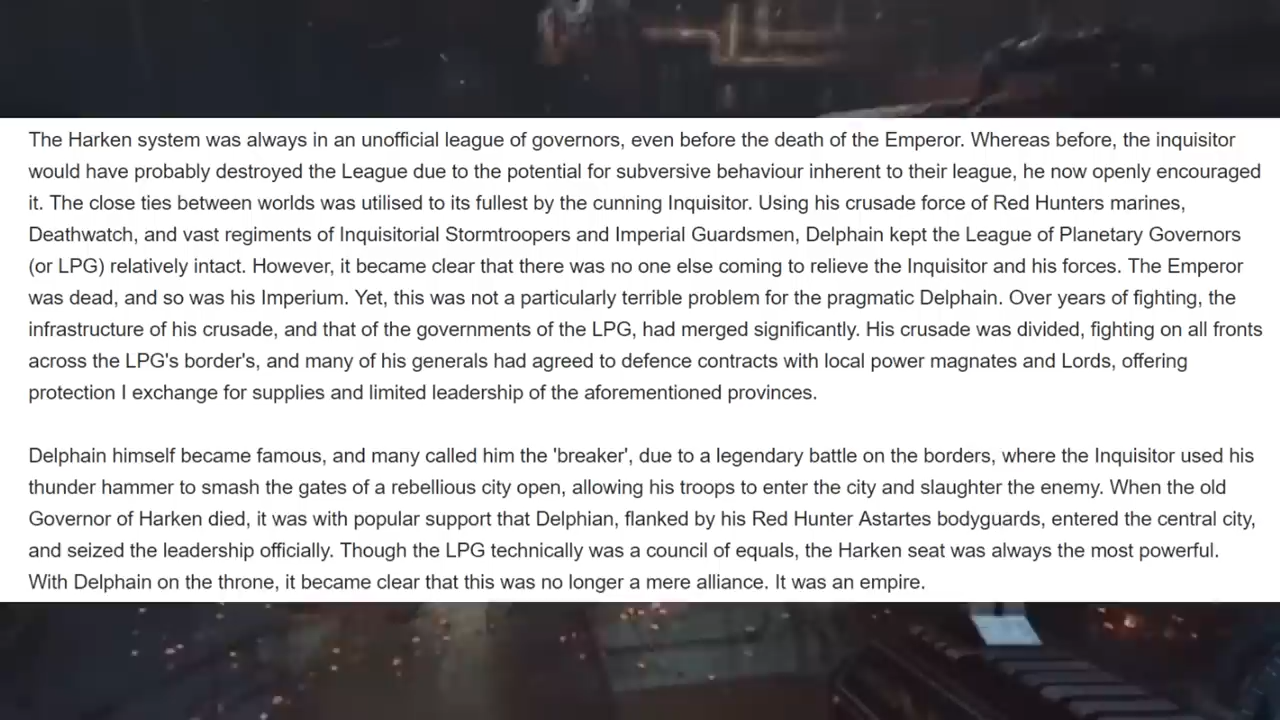 The Harken system was always in an unofficial league of governors, even before the death of the Emperor. Whereas before, the inquisitor
would have probably destroyed the League due to the potential for subversive behaviour inherent to their league, he now openly encouraged
it. The close ties between worlds was utilised to its fullest by the cunning Inquisitor. Using his crusade force of Red Hunters marines,
Deathwatch, and vast regiments of Inquisitorial Stormtroopers and Imperial Guardsmen, Delphain kept the League of Planetary Governors
(or LPG) relatively intact. However, it became clear that there was no one else coming to relieve the Inquisitor and his forces. The Emperor
was dead, and so was his Imperium. Yet, this was not a particularly terrible problem for the pragmatic Delphain. Over years of fighting, the
infrastructure of his crusade, and that of the governments of the LPG, had merged significantly. His crusade was divided, fighting on all fronts
across the LPG's border's, and many of his generals had agreed to defence contracts with local power magnates and Lords, offering
protection I exchange for supplies and limited leadership of the aforementioned provinces.
Delphain himself became famous, and many called him the 'breaker', due to a legendary battle on the borders, where the Inquisitor used his
thunder hammer to smash the gates of a rebellious city open, allowing his troops to enter the city and slaughter the enemy. When the old
Governor of Harken died, it was with popular support that Delphian, flanked by his Red Hunter Astartes bodyguards, entered the central city,
and seized the leadership officially. Though the LPG technically was a council of equals, the Harken seat was always the most powerful.
With Delphain on the throne, it became clear that this was no longer a mere alliance. It was an empire.